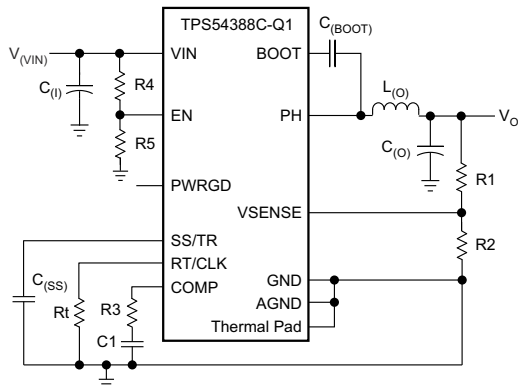 TPS54388C-Q1
C(BOOT)
V(VIN)
VIN
BOOT
C(I)
R4
L(O)
EN
PH
VO
R5
C(O)
R1
PWRGD
VSENSE
R2
SS/TR
C(SS)
RT/CLK
GND
COMP
Rt
R3
AGND
C1
Thermal Pad